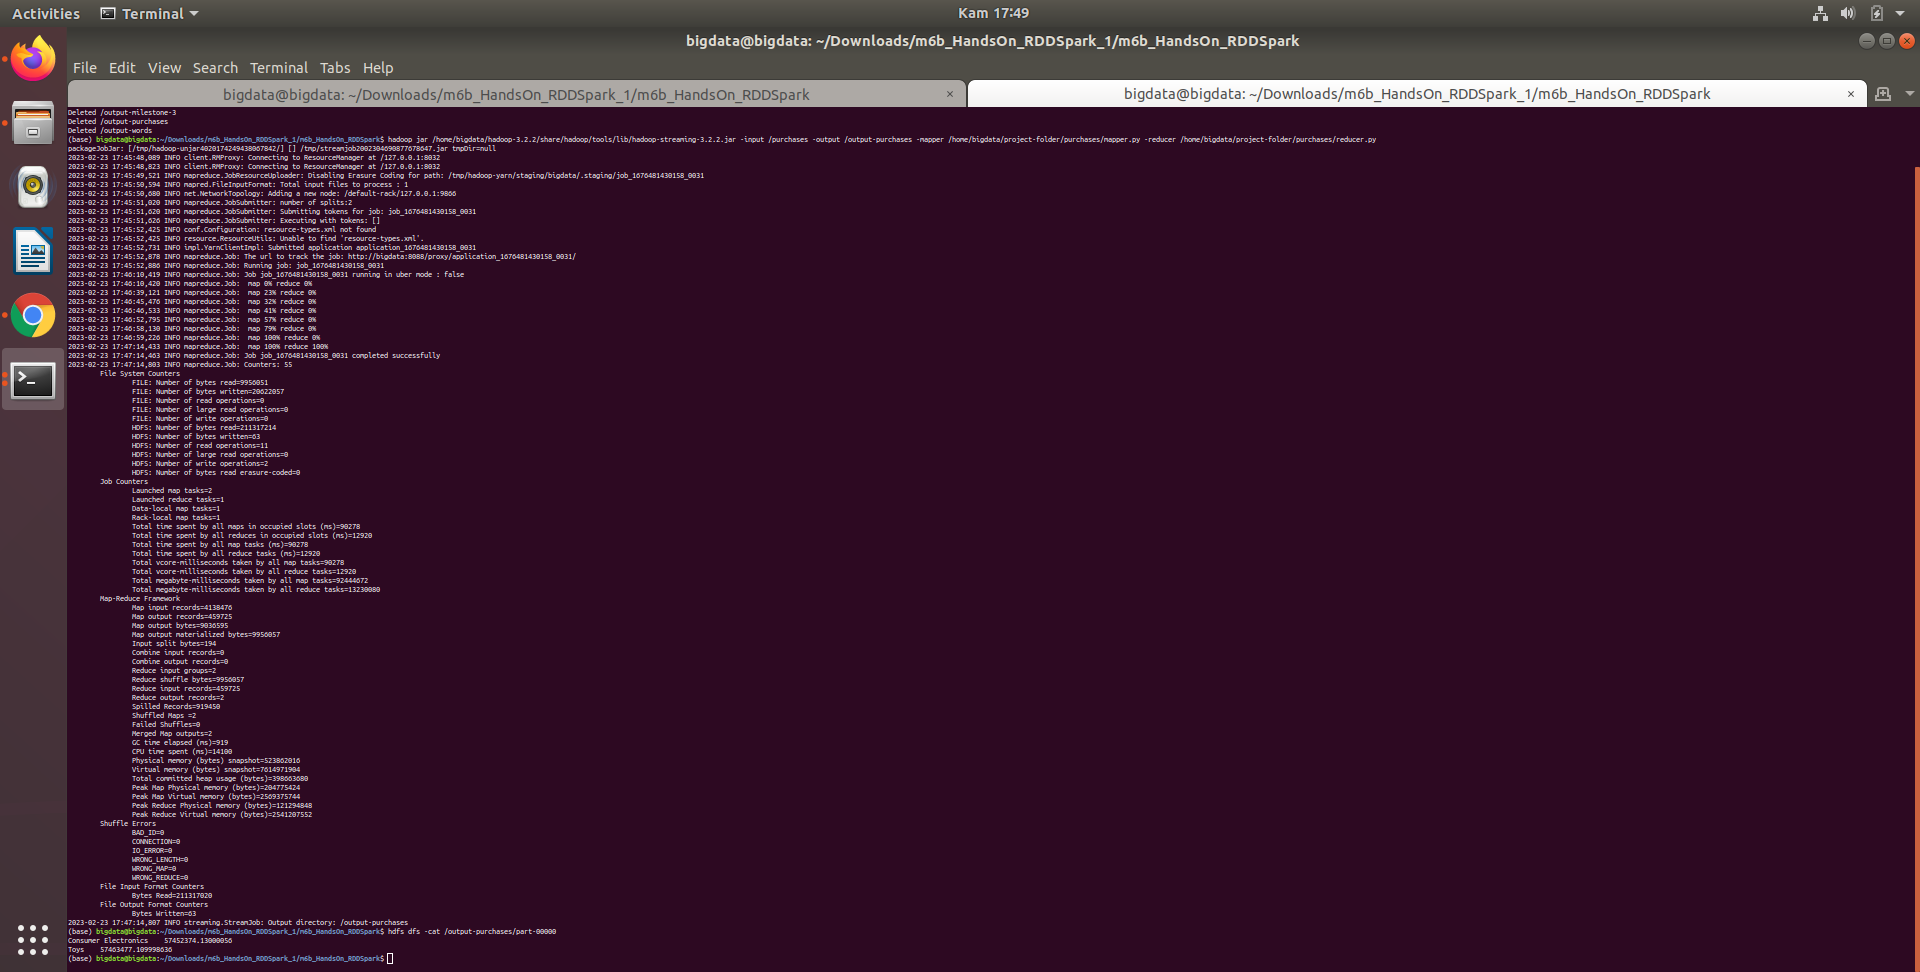 Activities Terminal Kam 17:49
bigdata@bigdata: ~/Downloads/m6b_HandsOn_RDDSpark_1/m6b_HandsOn_RDDSpark
File Edit View Search Terminal Tabs Help
bigdata@bigdata: ~/Downloads/m6b_HandsOn_RDDSpark_1/m6b_HandsOn_RDDSpark × bigdata@bigdata: ~/Downloads/m6b_HandsOn_RDDSpark_1/m6b_HandsOn_RDDSpark ×
Deleted /output-milestone-3
Deleted /output-purchases
Deleted /output-words
(base) bigdata@bigdata:~/Downloads/m6b_HandsOn_RDDSpark_1/m6b_HandsOn_RDDSpark$ hadoop jar /home/bigdata/hadoop-3.2.2/share/hadoop/tools/lib/hadoop-streaming-3.2.2.jar -input /purchases -output /output-purchases -mapper /home/bigdata/project-folder/purchases/mapper.py -reducer /home/bigdata/project-folder/purchases/reducer.py
packageJobJar: [/tmp/hadoop-unjar4020174249438067842/] [] /tmp/streamjob2002304690877678647.jar tmpDir=null
2023-02-23 17:45:48,089 INFO client.RMProxy: Connecting to ResourceManager at /127.0.0.1:8032
2023-02-23 17:45:48,823 INFO client.RMProxy: Connecting to ResourceManager at /127.0.0.1:8032
2023-02-23 17:45:49,521 INFO mapreduce.JobResourceUploader: Disabling Erasure Coding for path: /tmp/hadoop-yarn/staging/bigdata/.staging/job_1676481430158_0031
2023-02-23 17:45:50,594 INFO mapred.FileInputFormat: Total input files to process : 1
2023-02-23 17:45:50,680 INFO net.NetworkTopology: Adding a new node: /default-rack/127.0.0.1:9866
2023-02-23 17:45:51,020 INFO mapreduce.JobSubmitter: number of splits:2
2023-02-23 17:45:51,620 INFO mapreduce.JobSubmitter: Submitting tokens for job: job_1676481430158_0031
2023-02-23 17:45:51,626 INFO mapreduce.JobSubmitter: Executing with tokens: []
2023-02-23 17:45:52,425 INFO conf.Configuration: resource-types.xml not found
2023-02-23 17:45:52,425 INFO resource.ResourceUtils: Unable to find 'resource-types.xml'.
2023-02-23 17:45:52,731 INFO impl.YarnClientImpl: Submitted application application_1676481430158_0031
2023-02-23 17:45:52,878 INFO mapreduce.Job: The url to track the job: http://bigdata:8088/proxy/application_1676481430158_0031/
2023-02-23 17:45:52,886 INFO mapreduce.Job: Running job: job_1676481430158_0031
2023-02-23 17:46:10,419 INFO mapreduce.Job: Job job_1676481430158_0031 running in uber mode : false
2023-02-23 17:46:10,420 INFO mapreduce.Job:  map 0% reduce 0%
2023-02-23 17:46:39,121 INFO mapreduce.Job:  map 23% reduce 0%
2023-02-23 17:46:45,476 INFO mapreduce.Job:  map 32% reduce 0%
2023-02-23 17:46:46,533 INFO mapreduce.Job:  map 41% reduce 0%
2023-02-23 17:46:52,795 INFO mapreduce.Job:  map 57% reduce 0%
2023-02-23 17:46:58,130 INFO mapreduce.Job:  map 79% reduce 0%
2023-02-23 17:46:59,226 INFO mapreduce.Job:  map 100% reduce 0%
2023-02-23 17:47:14,433 INFO mapreduce.Job:  map 100% reduce 100%
2023-02-23 17:47:14,463 INFO mapreduce.Job: Job job_1676481430158_0031 completed successfully
2023-02-23 17:47:14,803 INFO mapreduce.Job: Counters: 55
File System Counters
FILE: Number of bytes read=9956051
FILE: Number of bytes written=20622057
FILE: Number of read operations=0
FILE: Number of large read operations=0
FILE: Number of write operations=0
HDFS: Number of bytes read=211317214
HDFS: Number of bytes written=63
HDFS: Number of read operations=11
HDFS: Number of large read operations=0
HDFS: Number of write operations=2
HDFS: Number of bytes read erasure-coded=0
Job Counters
Launched map tasks=2
Launched reduce tasks=1
Data-local map tasks=1
Rack-local map tasks=1
Total time spent by all maps in occupied slots (ms)=90278
Total time spent by all reduces in occupied slots (ms)=12920
Total time spent by all map tasks (ms)=90278
Total time spent by all reduce tasks (ms)=12920
Total vcore-milliseconds taken by all map tasks=90278
Total vcore-milliseconds taken by all reduce tasks=12920
Total megabyte-milliseconds taken by all map tasks=92444672
Total megabyte-milliseconds taken by all reduce tasks=13230080
Map-Reduce Framework
Map input records=4138476
Map output records=459725
Map output bytes=9036595
Map output materialized bytes=9956057
Input split bytes=194
Combine input records=0
Combine output records=0
Reduce input groups=2
Reduce shuffle bytes=9956057
Reduce input records=459725
Reduce output records=2
Spilled Records=919450
Shuffled Maps =2
Failed Shuffles=0
Merged Map outputs=2
GC time elapsed (ms)=919
CPU time spent (ms)=14100
Physical memory (bytes) snapshot=523862016
Virtual memory (bytes) snapshot=7614971904
Total committed heap usage (bytes)=398663680
Peak Map Physical memory (bytes)=204775424
Peak Map Virtual memory (bytes)=2569375744
Peak Reduce Physical memory (bytes)=121294848
Peak Reduce Virtual memory (bytes)=2541207552
Shuffle Errors
BAD_ID=0
CONNECTION=0
IO_ERROR=0
WRONG_LENGTH=0
WRONG_MAP=0
WRONG_REDUCE=0
File Input Format Counters
Bytes Read=211317020
File Output Format Counters
Bytes Written=63
2023-02-23 17:47:14,807 INFO streaming.StreamJob: Output directory: /output-purchases
(base) bigdata@bigdata:~/Downloads/m6b_HandsOn_RDDSpark_1/m6b_HandsOn_RDDSpark$ hdfs dfs -cat /output-purchases/part-00000
Consumer Electronics    57452374.13000056
Toys    57463477.109998636
(base) bigdata@bigdata:~/Downloads/m6b_HandsOn_RDDSpark_1/m6b_HandsOn_RDDSpark$